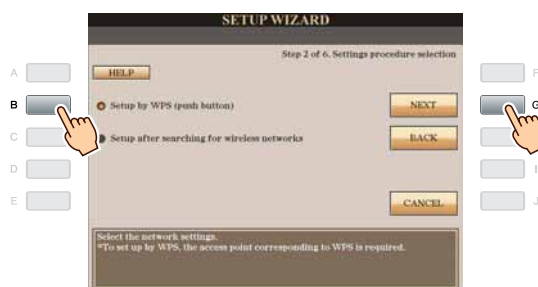 SETUP WIZARD
Step 2 of 6. Settings procedure selection
A
HELP
F
B
Setup by WPS (push button)
NEXT
G
C
Setup after searching for wireless networks
BACK
D
I
E
CANCEL
J
Select the network settings.
*To set up by WPS, the access point corresponding to WPS is required.